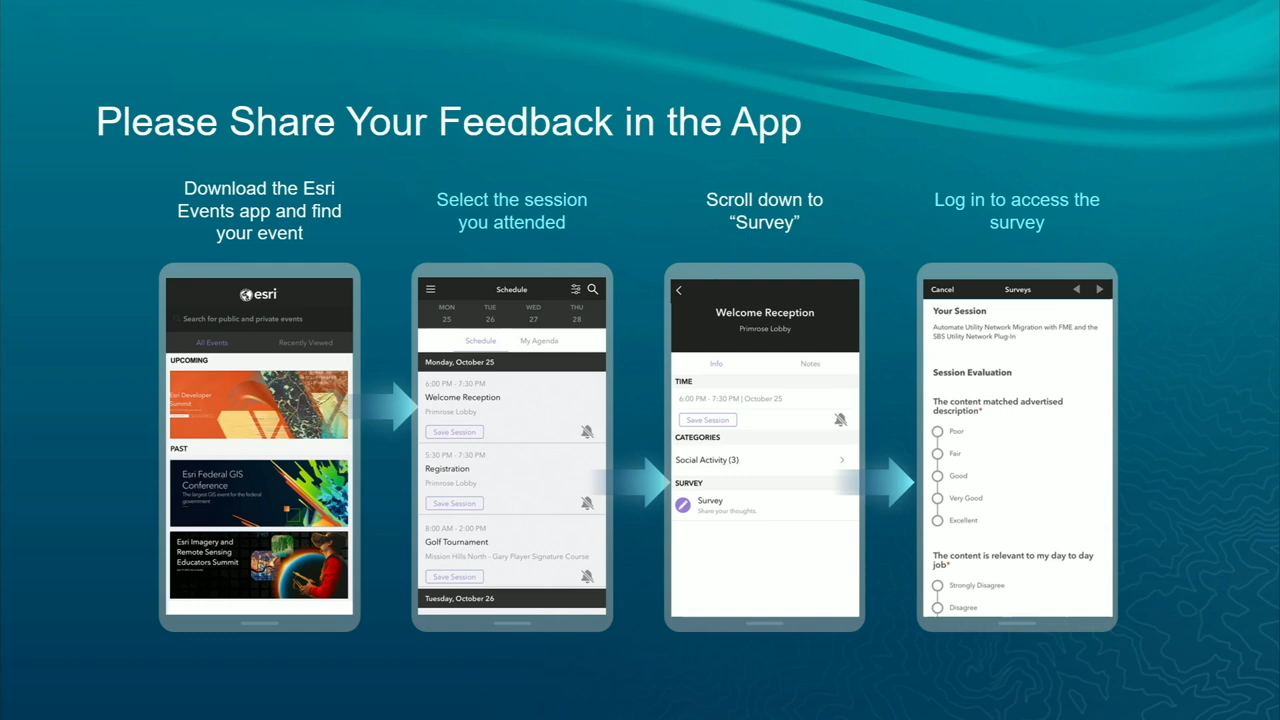 Please Share Your Feedback in the App
Download the Esri
Events app and find
your event
Select the session
you attended
Scroll down to
“Survey”
Log in to access the
survey
esri
Search for public and private events
All Events
Recently Viewed
UPCOMING
Esri Developer
Summit
PAST
Esri Federal GIS
Conference
The largest GIS event for the federal
government
Esri Imagery and
Remote Sensing
Educators Summit
Schedule
MON TUE WED THU
25 26 27 28
Schedule My Agenda
Monday, October 25
6:00 PM - 7:30 PM
Welcome Reception
Primrose Lobby
Save Session
5:30 PM - 7:30 PM
Registration
Primrose Lobby
Save Session
8:00 AM - 2:00 PM
Golf Tournament
Mission Hills North - Gary Player Signature Course
Save Session
Tuesday, October 26
Welcome Reception
Primrose Lobby
Info Notes
TIME
6:00 PM - 7:30 PM | October 25
Save Session
CATEGORIES
Social Activity (3)
SURVEY
Survey
Share your thoughts.
Cancel Surveys
Your Session
Automate Utility Network Migration with FME and the
SBS Utility Network Plug-In
Session Evaluation
The content matched advertised
description*
Poor
Fair
Good
Very Good
Excellent
The content is relevant to my day to day
job*
Strongly Disagree
Disagree